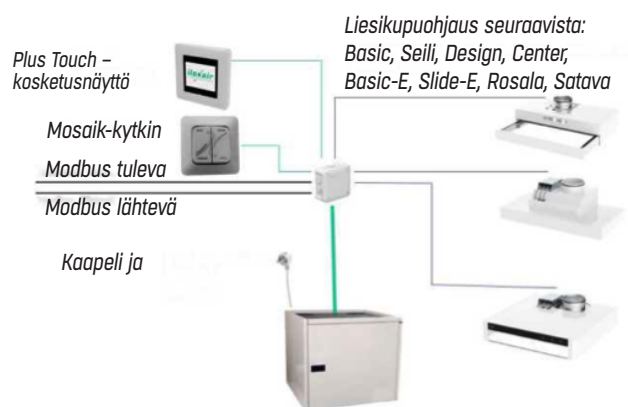 Liesikupuohjaus seuraavista:
Basic, Seili, Design, Center,
Basic-E, Slide-E, Rosala, Satava
Plus Touch –
kosketusnäyttö
Mosaik-kytkin
Modbus tuleva
Modbus lähtevä
Kaapeli ja